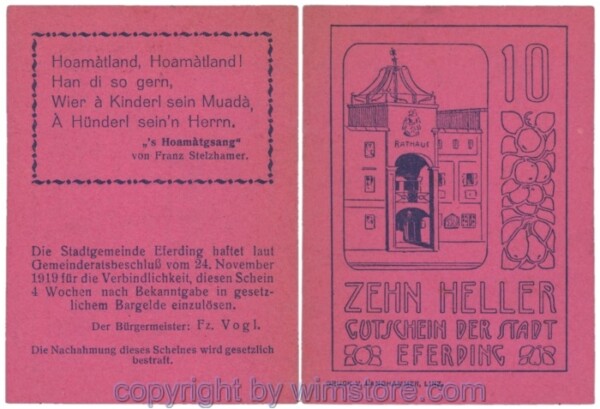 Hoamàtland, Hoamàtland!
Han di so gern,
Wier à Kinderl sein Muadà,
À Hünderl sein'n Herrn.
„'s Hoamàtgsang“
von Franz Stelzhamer.
Die Stadtgemeinde Eferding haftet laut
Gemeinderatsbeschluß vom 24. November
1919 für die Verbindlichkeit, diesen Schein
4 Wochen nach Bekanntgabe in gesetz-
lichem Bargelde einzulösen.
Der Bürgermeister: Fz. Vogl.
Die Nachahmung dieses Scheines wird gesetzlich
bestraft.
10
RATHAUS
ZEHN HELLER
GUTSCHEIN DER STADT
EFERDING
LINZ.
copyright by wimstore.com